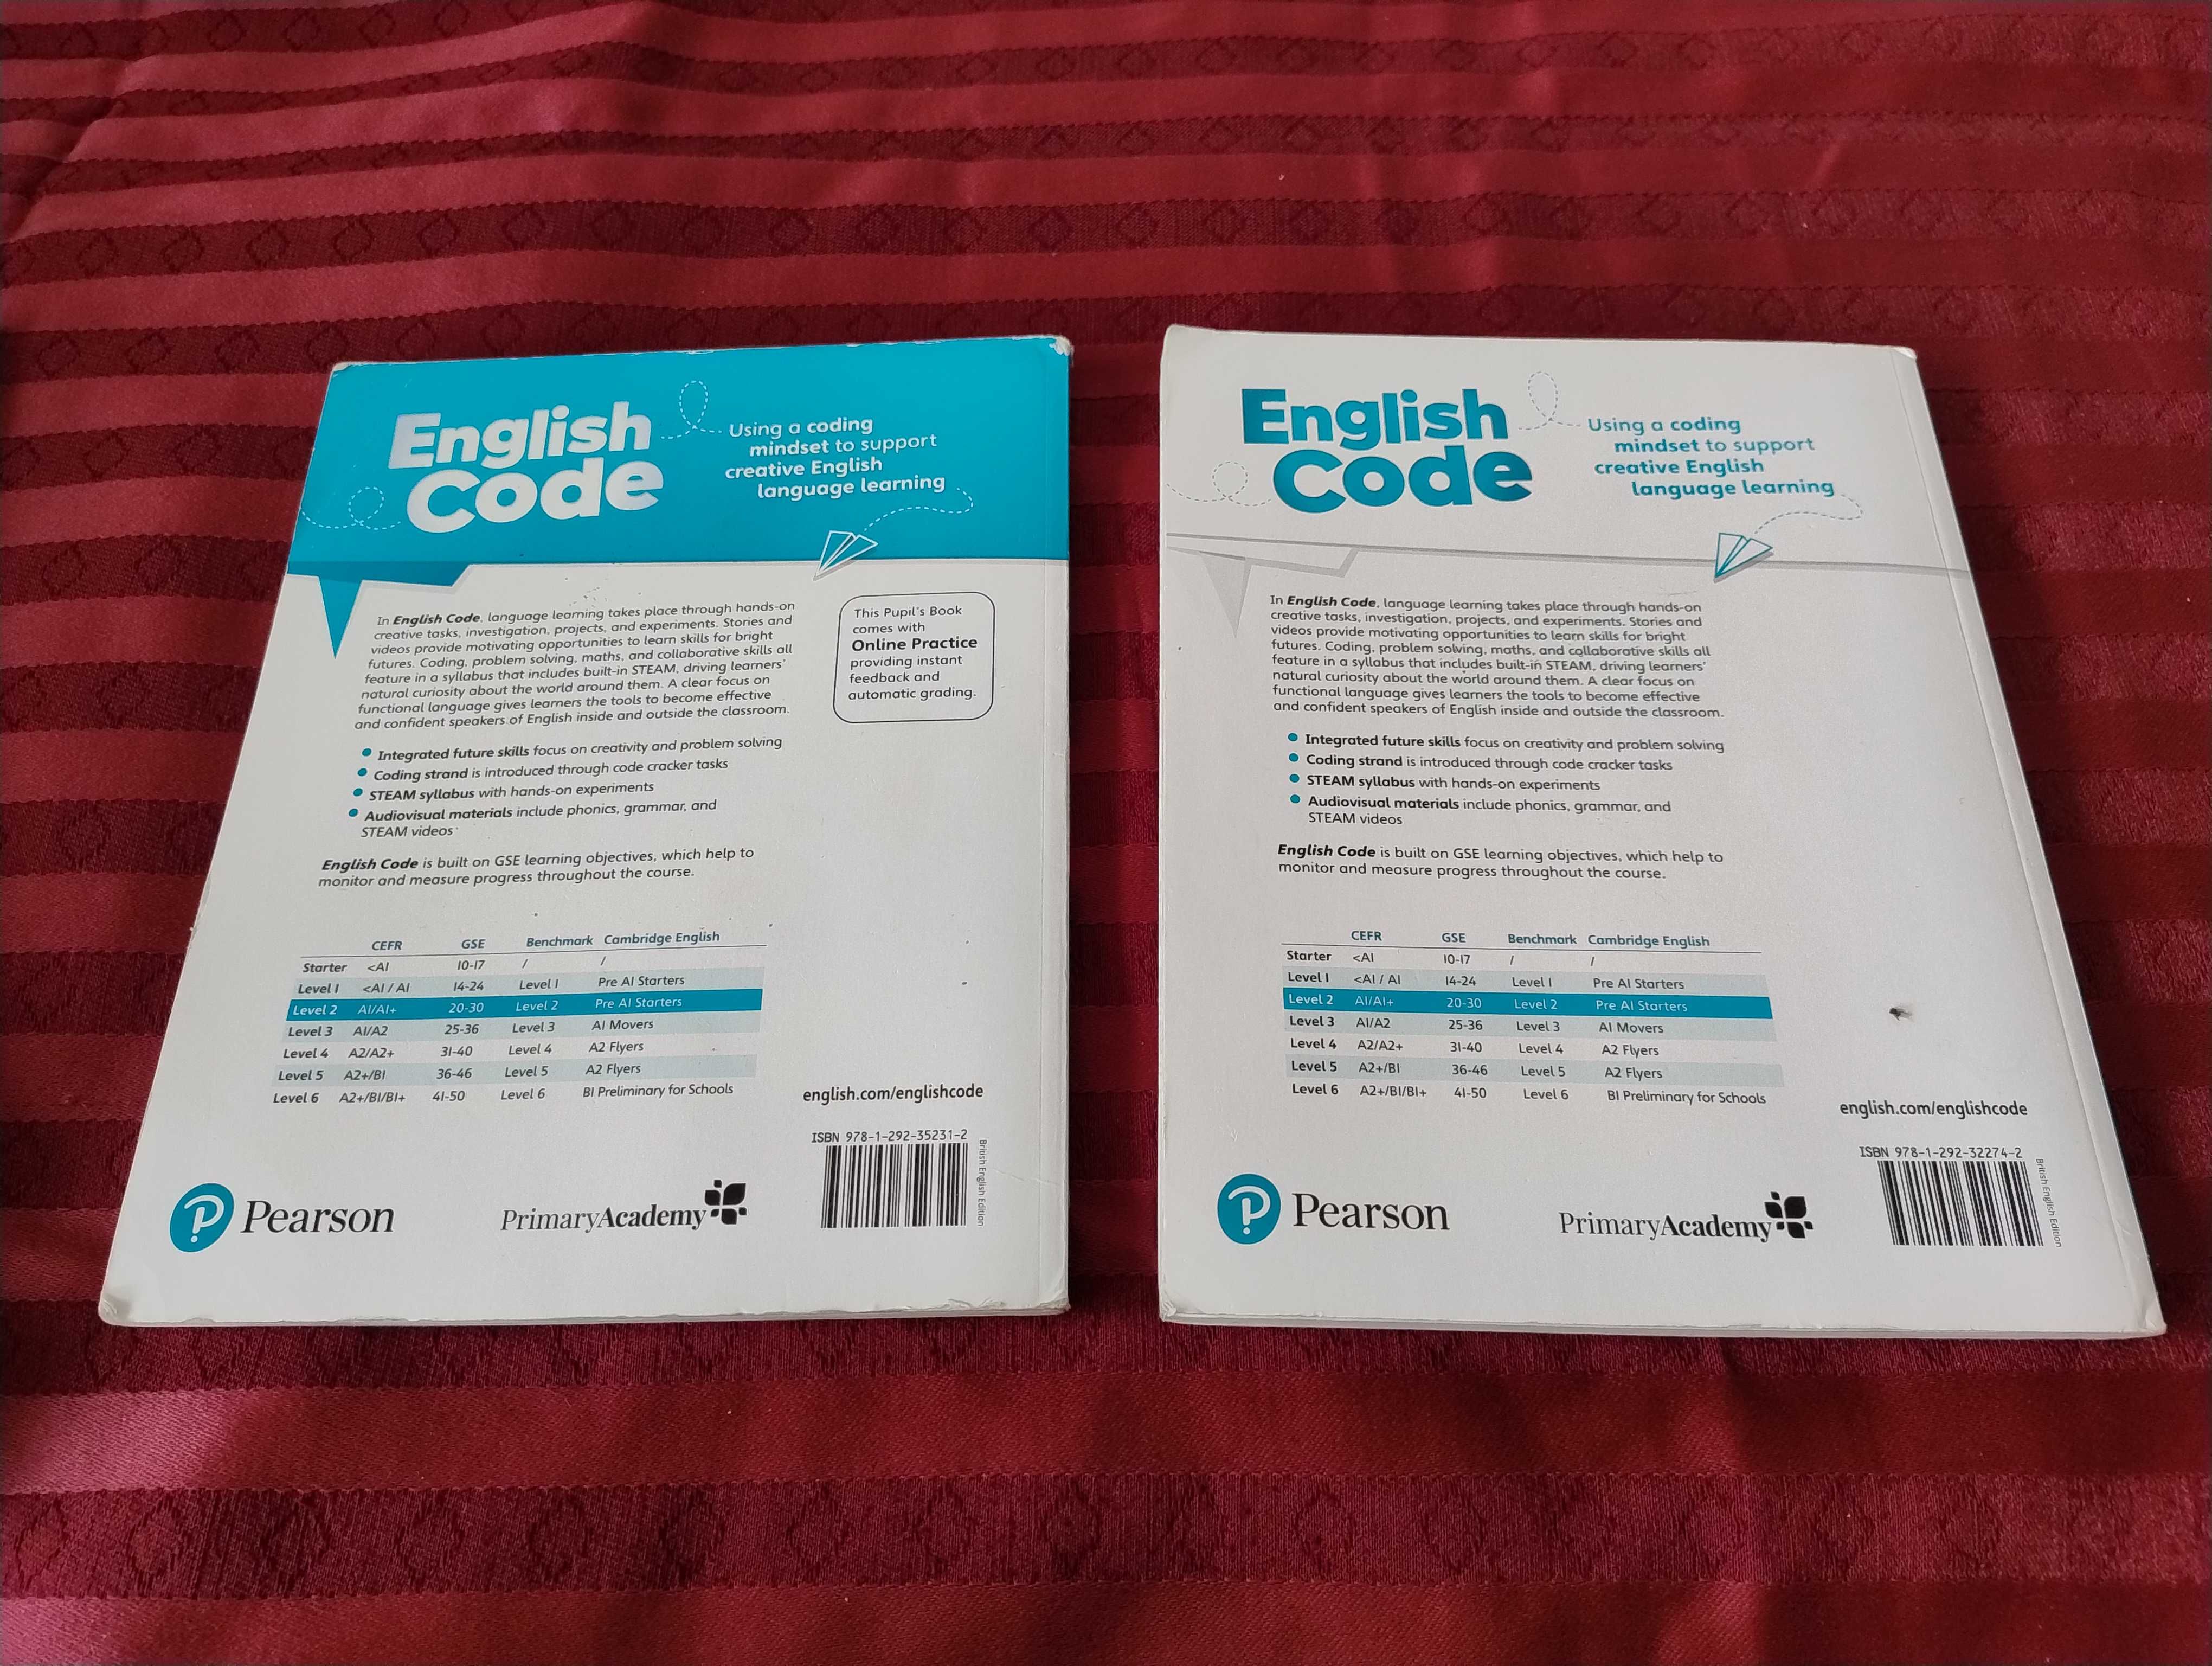 English
Code
Using a coding
mindset to support
creative English
language learning
In English Code, language learning takes place through hands-on
creative tasks, investigation, projects, and experiments. Stories and
videos provide motivating opportunities to learn skills for bright
futures. Coding, problem solving, maths, and collaborative skills all
feature in a syllabus that includes built-in STEAM, driving learners'
natural curiosity about the world around them. A clear focus on
functional language gives learners the tools to become effective
and confident speakers of English inside and outside the classroom.
This Pupil's Book
comes with
Online Practice
providing instant
feedback and
automatic grading.
Integrated future skills focus on creativity and problem solving
Coding strand is introduced through code cracker tasks
STEAM syllabus with hands-on experiments
Audiovisual materials include phonics, grammar, and
STEAM videos
English Code is built on GSE learning objectives, which help to
monitor and measure progress throughout the course.
CEFR GSE Benchmark Cambridge English
Starter <A1 10-17 / /
Level 1 <A1 / A1 14-24 Level 1 Pre A1 Starters
Level 2 A1/A1+ 20-30 Level 2 Pre A1 Starters
Level 3 A1/A2 25-36 Level 3 A1 Movers
Level 4 A2/A2+ 31-40 Level 4 A2 Flyers
Level 5 A2+/B1 36-46 Level 5 A2 Flyers
Level 6 A2+/B1/B1+ 41-50 Level 6 B1 Preliminary for Schools
english.com/englishcode
ISBN 978-1-292-35231-2
British English Edition
Pearson
PrimaryAcademy
English
Code
Using a coding
mindset to support
creative English
language learning
In English Code, language learning takes place through hands-on
creative tasks, investigation, projects, and experiments. Stories and
videos provide motivating opportunities to learn skills for bright
futures. Coding, problem solving, maths, and collaborative skills all
feature in a syllabus that includes built-in STEAM, driving learners'
natural curiosity about the world around them. A clear focus on
functional language gives learners the tools to become effective
and confident speakers of English inside and outside the classroom.
Integrated future skills focus on creativity and problem solving
Coding strand is introduced through code cracker tasks
STEAM syllabus with hands-on experiments
Audiovisual materials include phonics, grammar, and
STEAM videos
English Code is built on GSE learning objectives, which help to
monitor and measure progress throughout the course.
CEFR GSE Benchmark Cambridge English
Starter <A1 10-17 / /
Level 1 <A1 / A1 14-24 Level 1 Pre A1 Starters
Level 2 A1/A1+ 20-30 Level 2 Pre A1 Starters
Level 3 A1/A2 25-36 Level 3 A1 Movers
Level 4 A2/A2+ 31-40 Level 4 A2 Flyers
Level 5 A2+/B1 36-46 Level 5 A2 Flyers
Level 6 A2+/B1/B1+ 41-50 Level 6 B1 Preliminary for Schools
english.com/englishcode
ISBN 978-1-292-32274-2
British English Edition
Pearson
PrimaryAcademy